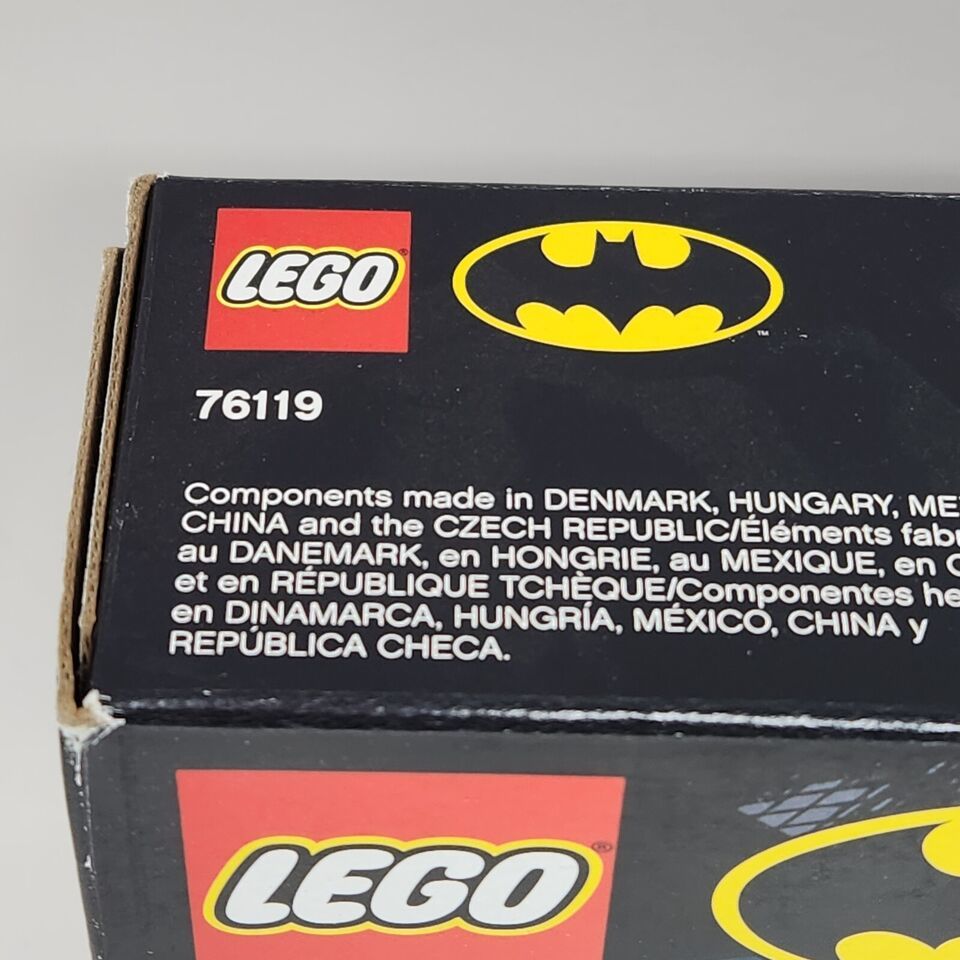 LEGO®
™
76119
Components made in DENMARK, HUNGARY,
CHINA and the CZECH REPUBLIC/Éléments
au DANEMARK, en HONGRIE, au MEXIQUE, en
et en RÉPUBLIQUE TCHÈQUE/Componentes
en DINAMARCA, HUNGRÍA, MÉXICO, CHINA y
REPÚBLICA CHECA.
LEGO®